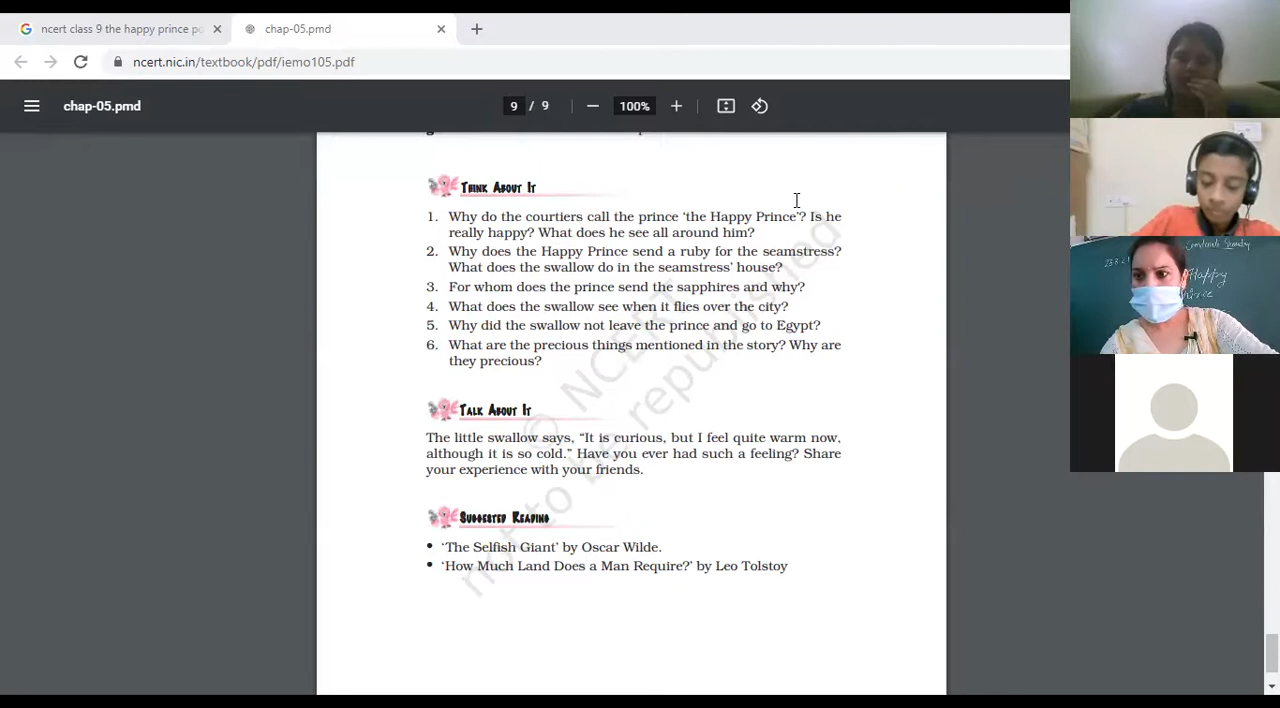 ncert class 9 the happy prince p
chap-05.pmd
ncert.nic.in/textbook/pdf/iemo105.pdf
chap-05.pmd
9 / 9
100%
THINK ABOUT IT
1. Why do the courtiers call the prince ‘the Happy Prince’? Is he
really happy? What does he see all around him?
2. Why does the Happy Prince send a ruby for the seamstress?
What does the swallow do in the seamstress’ house?
3. For whom does the prince send the sapphires and why?
4. What does the swallow see when it flies over the city?
5. Why did the swallow not leave the prince and go to Egypt?
6. What are the precious things mentioned in the story? Why are
they precious?
TALK ABOUT IT
The little swallow says, “It is curious, but I feel quite warm now,
although it is so cold.” Have you ever had such a feeling? Share
your experience with your friends.
SUGGESTED READING
• ‘The Selfish Giant’ by Oscar Wilde.
• ‘How Much Land Does a Man Require?’ by Leo Tolstoy
© NCERT
not to be republished
Happy